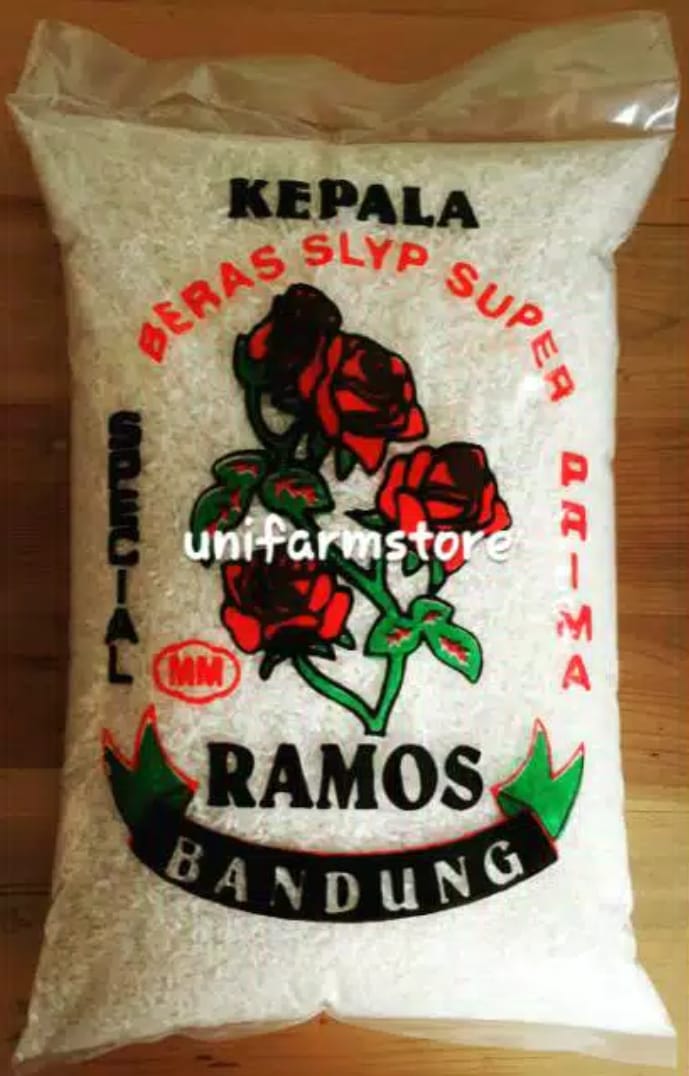 KEPALA
BERAS SLYP SUPER
SPECIAL
PRIMA
unifarmstore
MM
RAMOS
BANDUNG